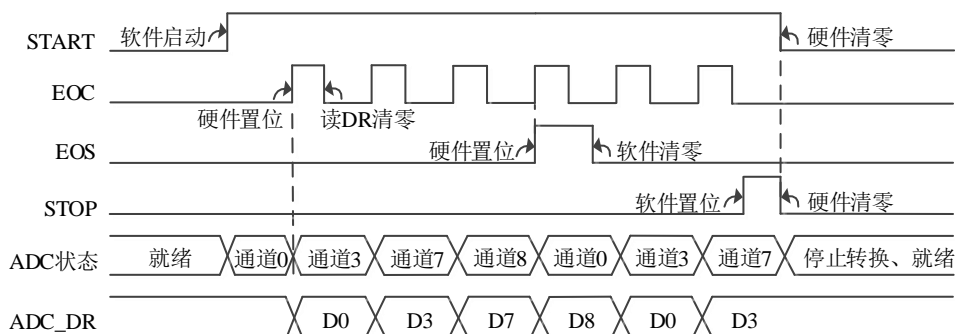 START 软件启动 硬件清零
EOC
硬件置位 读DR清零
EOS 硬件置位 软件清零
STOP 软件置位 硬件清零
ADC状态 就绪 通道0 通道3 通道7 通道8 通道0 通道3 通道7 停止转换、就绪
ADC_DR D0 D3 D7 D8 D0 D3